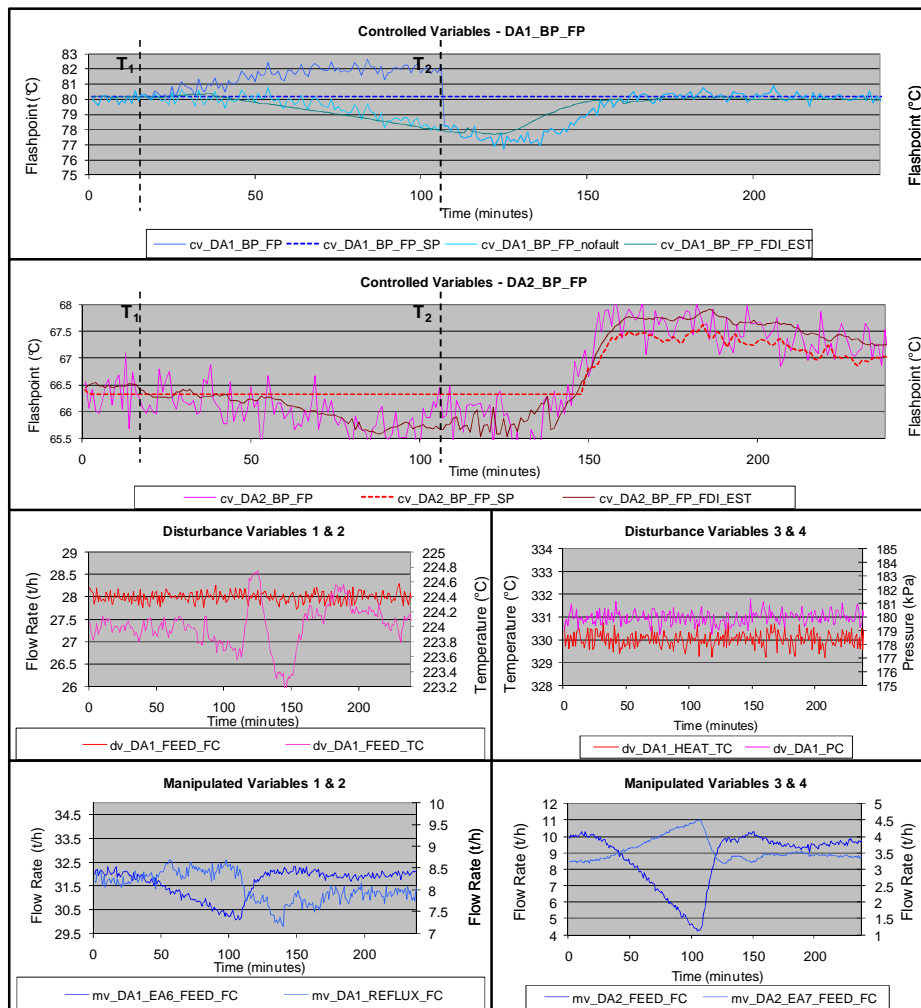 Controlled Variables - DA1_BP_FP
Flashpoint (°C)
83
82
81
80
79
78
77
76
75
T1
T2
Flashpoint (°C)
0
50
100
150
200
Time (minutes)
cv_DA1_BP_FP
cv_DA1_BP_FP_SP
cv_DA1_BP_FP_nofault
cv_DA1_BP_FP_FDI_EST
Controlled Variables - DA2_BP_FP
Flashpoint (°C)
68
67.5
67
66.5
66
65.5
T1
T2
Flashpoint (°C)
0
50
100
150
200
Time (minutes)
cv_DA2_BP_FP
cv_DA2_BP_FP_SP
cv_DA2_BP_FP_FDI_EST
Disturbance Variables 1 & 2
Flow Rate (t/h)
29
28.5
28
27.5
27
26.5
26
225
224.8
224.6
224.4
224.2
224
223.8
223.6
223.4
223.2
Temperature (°C)
0
50
100
150
200
Time (minutes)
dv_DA1_FEED_FC
dv_DA1_FEED_TC
Disturbance Variables 3 & 4
Temperature (°C)
334
333
332
331
330
329
328
185
184
183
182
181
180
179
178
177
176
175
Pressure (kPa)
0
50
100
150
200
Time (minutes)
dv_DA1_HEAT_TC
dv_DA1_PC
Manipulated Variables 1 & 2
Flow Rate (t/h)
34.5
33.5
32.5
31.5
30.5
29.5
10
9.5
9
8.5
8
7.5
7
Flow Rate (t/h)
0
50
100
150
200
Time (minutes)
mv_DA1_EA6_FEED_FC
mv_DA1_REFLUX_FC
Manipulated Variables 3 & 4
Flow Rate (t/h)
12
11
10
9
8
7
6
5
4
5
4.5
4
3.5
3
2.5
2
1.5
1
Flow Rate (t/h)
0
50
100
150
200
Time (minutes)
mv_DA2_FEED_FC
mv_DA2_EA7_FEED_FC